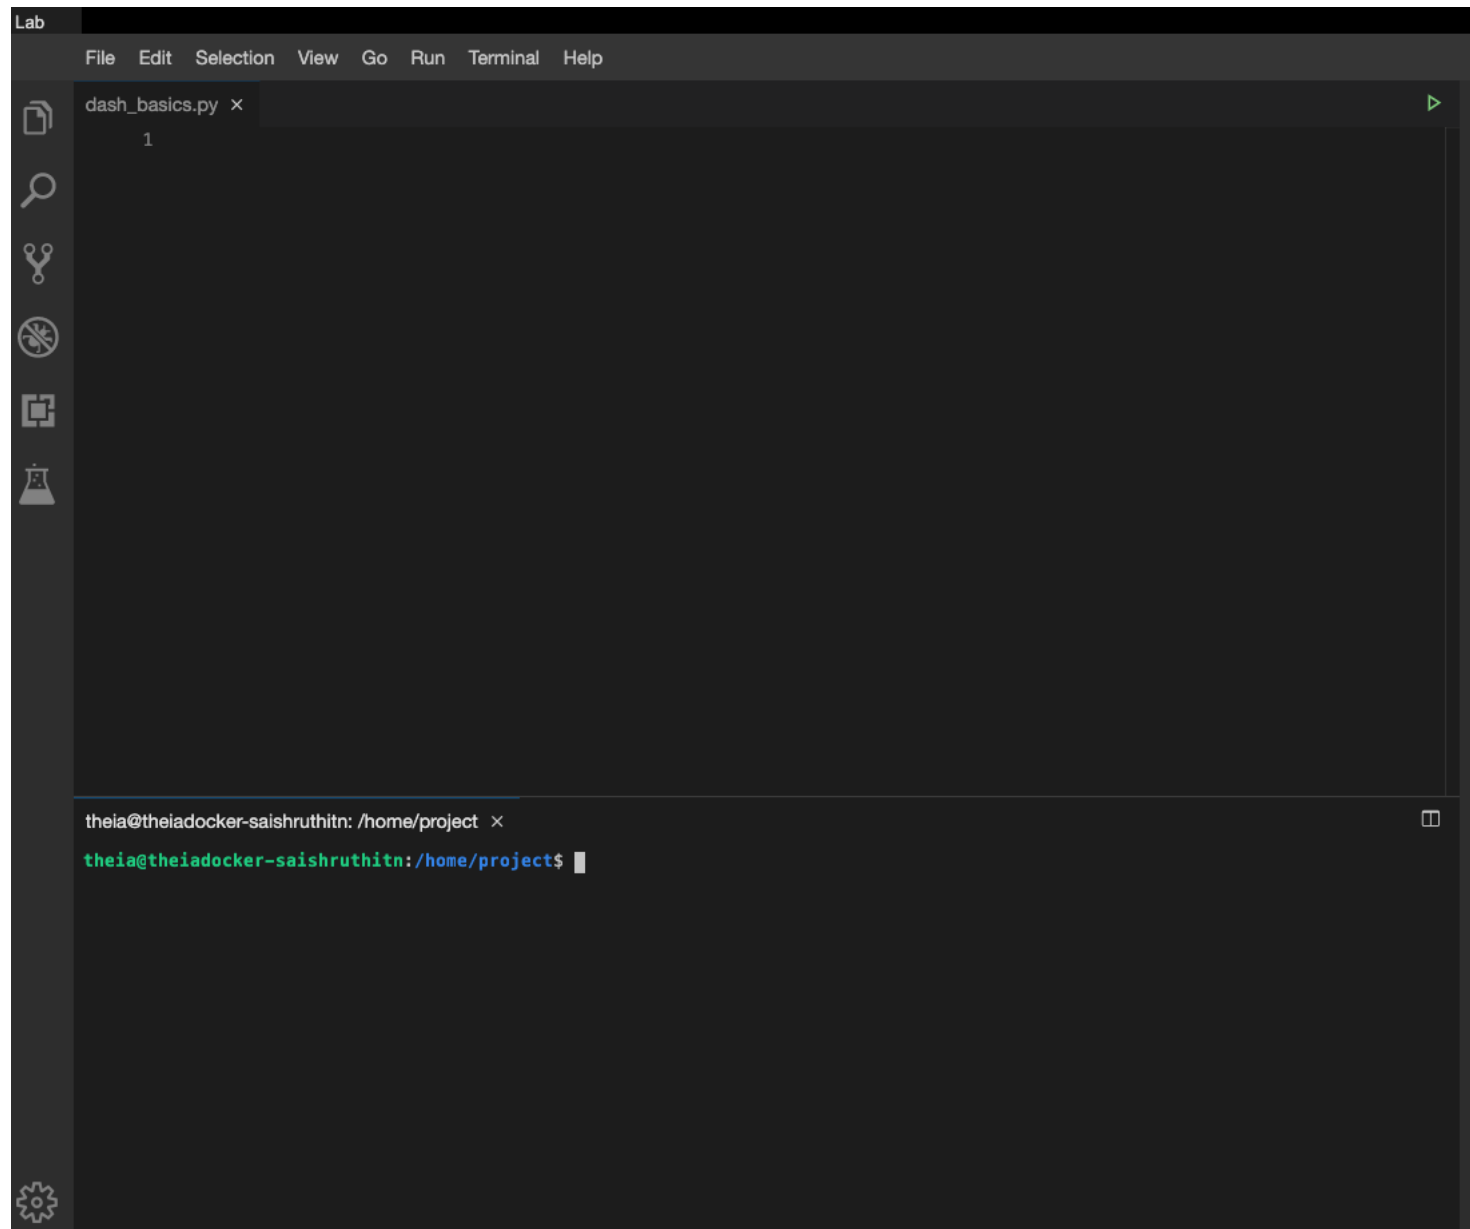 Lab
File Edit Selection View Go Run Terminal Help
dash_basics.py ×
1
theia@theiadocker-saishruthitn: /home/project ×
theia@theiadocker-saishruthitn:/home/project$